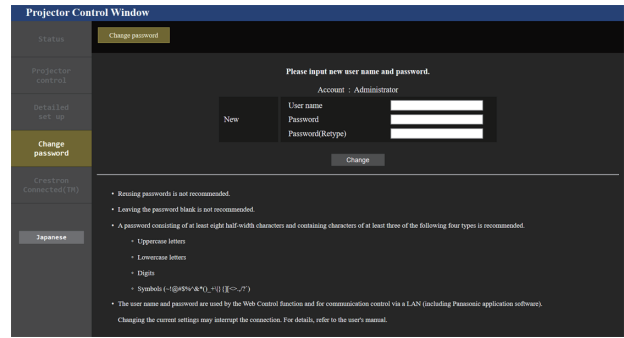 Projector Control Window
Status
Change password
Projector
control
Detailed
set up
Change
password
Crestron
Connected(TM)
Japanese
Please input new user name and password.
Account : Administrator
New
User name
Password
Password(Retype)
Change
• Reusing passwords is not recommended.
• Leaving the password blank is not recommended.
• A password consisting of at least eight half-width characters and containing characters of at least three of the following four types is recommended.
◦ Uppercase letters
◦ Lowercase letters
◦ Digits
◦ Symbols (~!@#$%^&*()_+\|}{][<>.,/?`)
• The user name and password are used by the Web Control function and for communication control via a LAN (including Panasonic application software).
Changing the current settings may interrupt the connection. For details, refer to the user's manual.